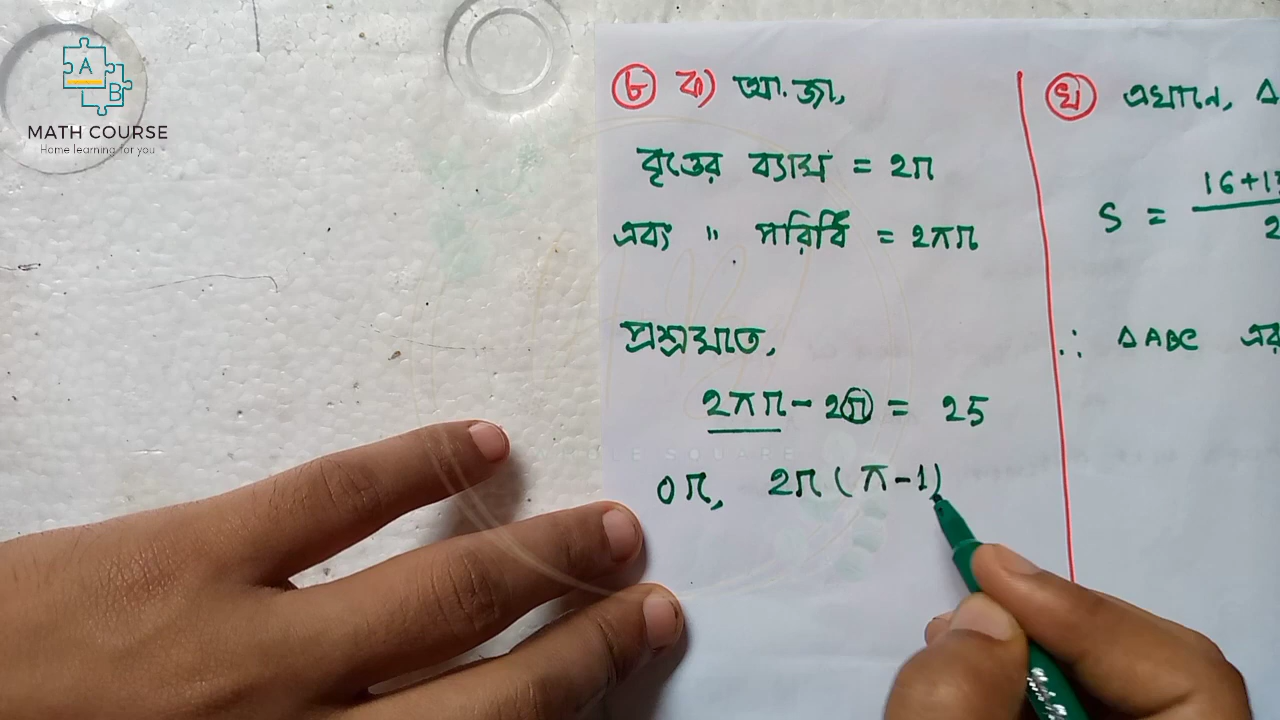 A
B
MATH COURSE
Home learning for you
৮ ক) আ.জা,
বৃত্তের ব্যাস = 2r
এবং " পরিধি = 2πr
প্রশ্নমতে,
2πr - 2r = 25
or, 2r (π-1)
খ এখানে, Δ
S = 16+1
2
∴ ΔABC এর